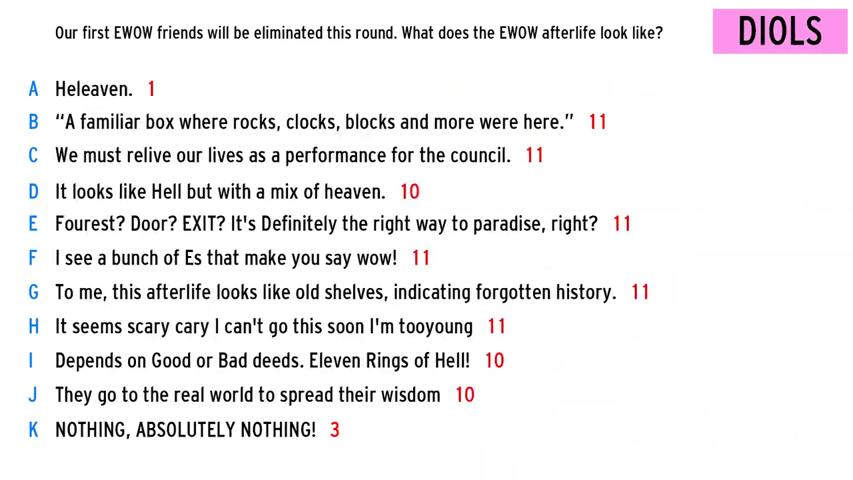 Our first EWOW friends will be eliminated this round. What does the EWOW afterlife look like?
DIOLS
A Heleaven. 1
B “A familiar box where rocks, clocks, blocks and more were here.” 11
C We must relive our lives as a performance for the council. 11
D It looks like Hell but with a mix of heaven. 10
E Fourest? Door? EXIT? It's Definitely the right way to paradise, right? 11
F I see a bunch of Es that make you say wow! 11
G To me, this afterlife looks like old shelves, indicating forgotten history. 11
H It seems scary cary I can't go this soon I'm tooyoung 11
I Depends on Good or Bad deeds. Eleven Rings of Hell! 10
J They go to the real world to spread their wisdom 10
K NOTHING, ABSOLUTELY NOTHING! 3